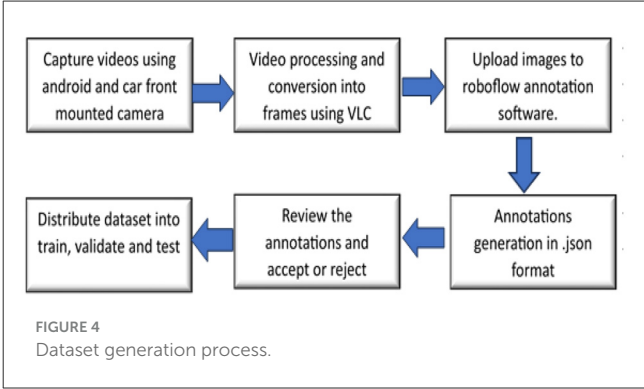 Capture videos using
android and car front
mounted camera
Video processing and
conversion into
frames using VLC
Upload images to
roboflow annotation
software.
Annotations
generation in .json
format
Review the
annotations and
accept or reject
Distribute dataset into
train, validate and test
FIGURE 4
Dataset generation process.